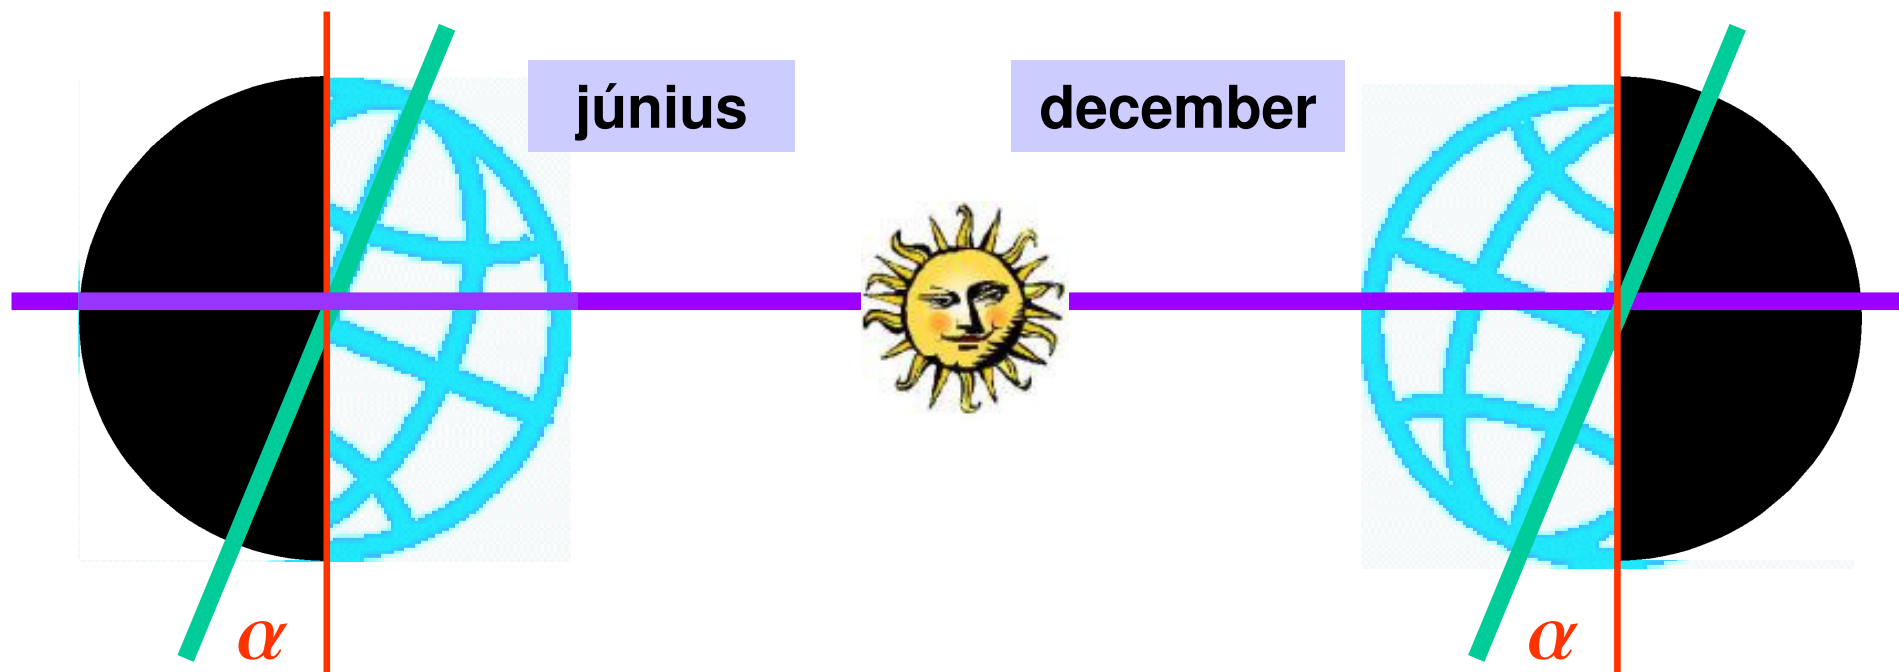 június
december
α
α